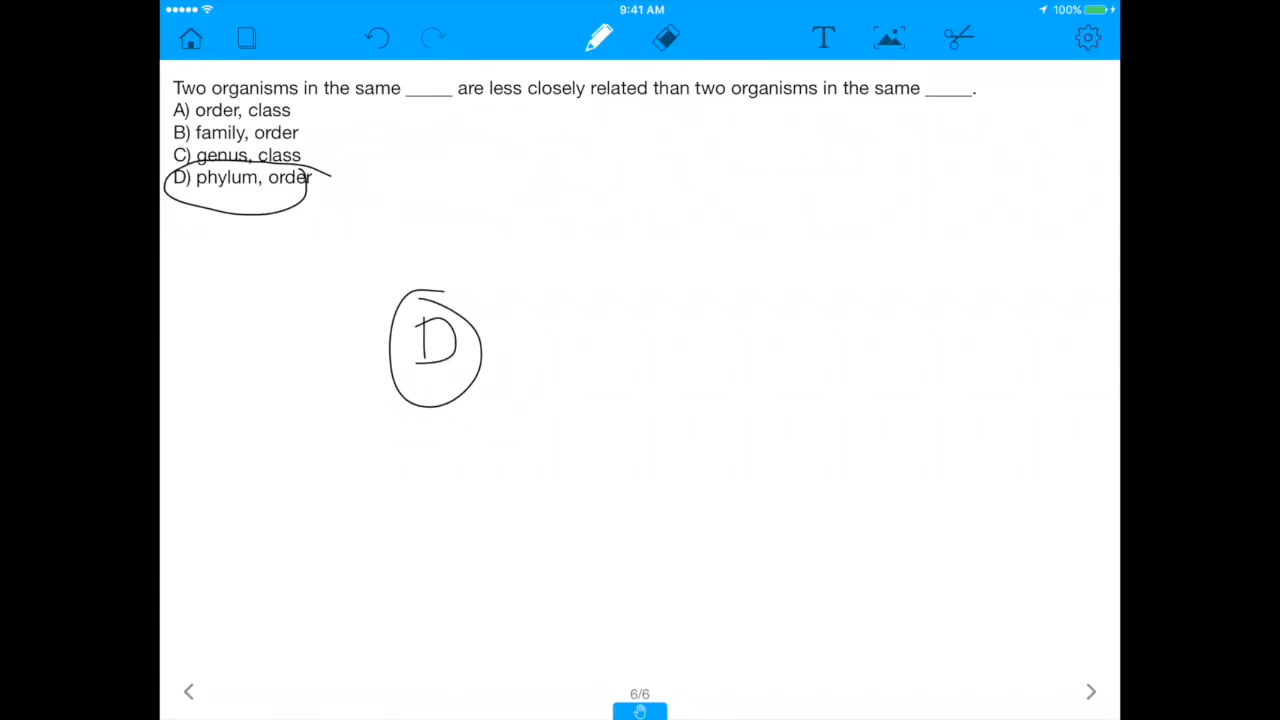 9:41 AM
100%
T
Two organisms in the same _____ are less closely related than two organisms in the same _____.
A) order, class
B) family, order
C) genus, class
D) phylum, order
D
6/6